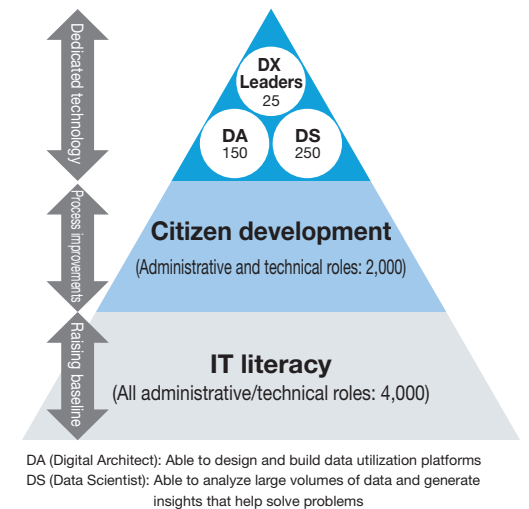 Dedicated technology
DX
Leaders
25
DA
150
DS
250
Process improvements
Citizen development
(Administrative and technical roles: 2,000)
Raising baseline
IT literacy
(All administrative/technical roles: 4,000)
DA (Digital Architect): Able to design and build data utilization platforms
DS (Data Scientist): Able to analyze large volumes of data and generate
insights that help solve problems